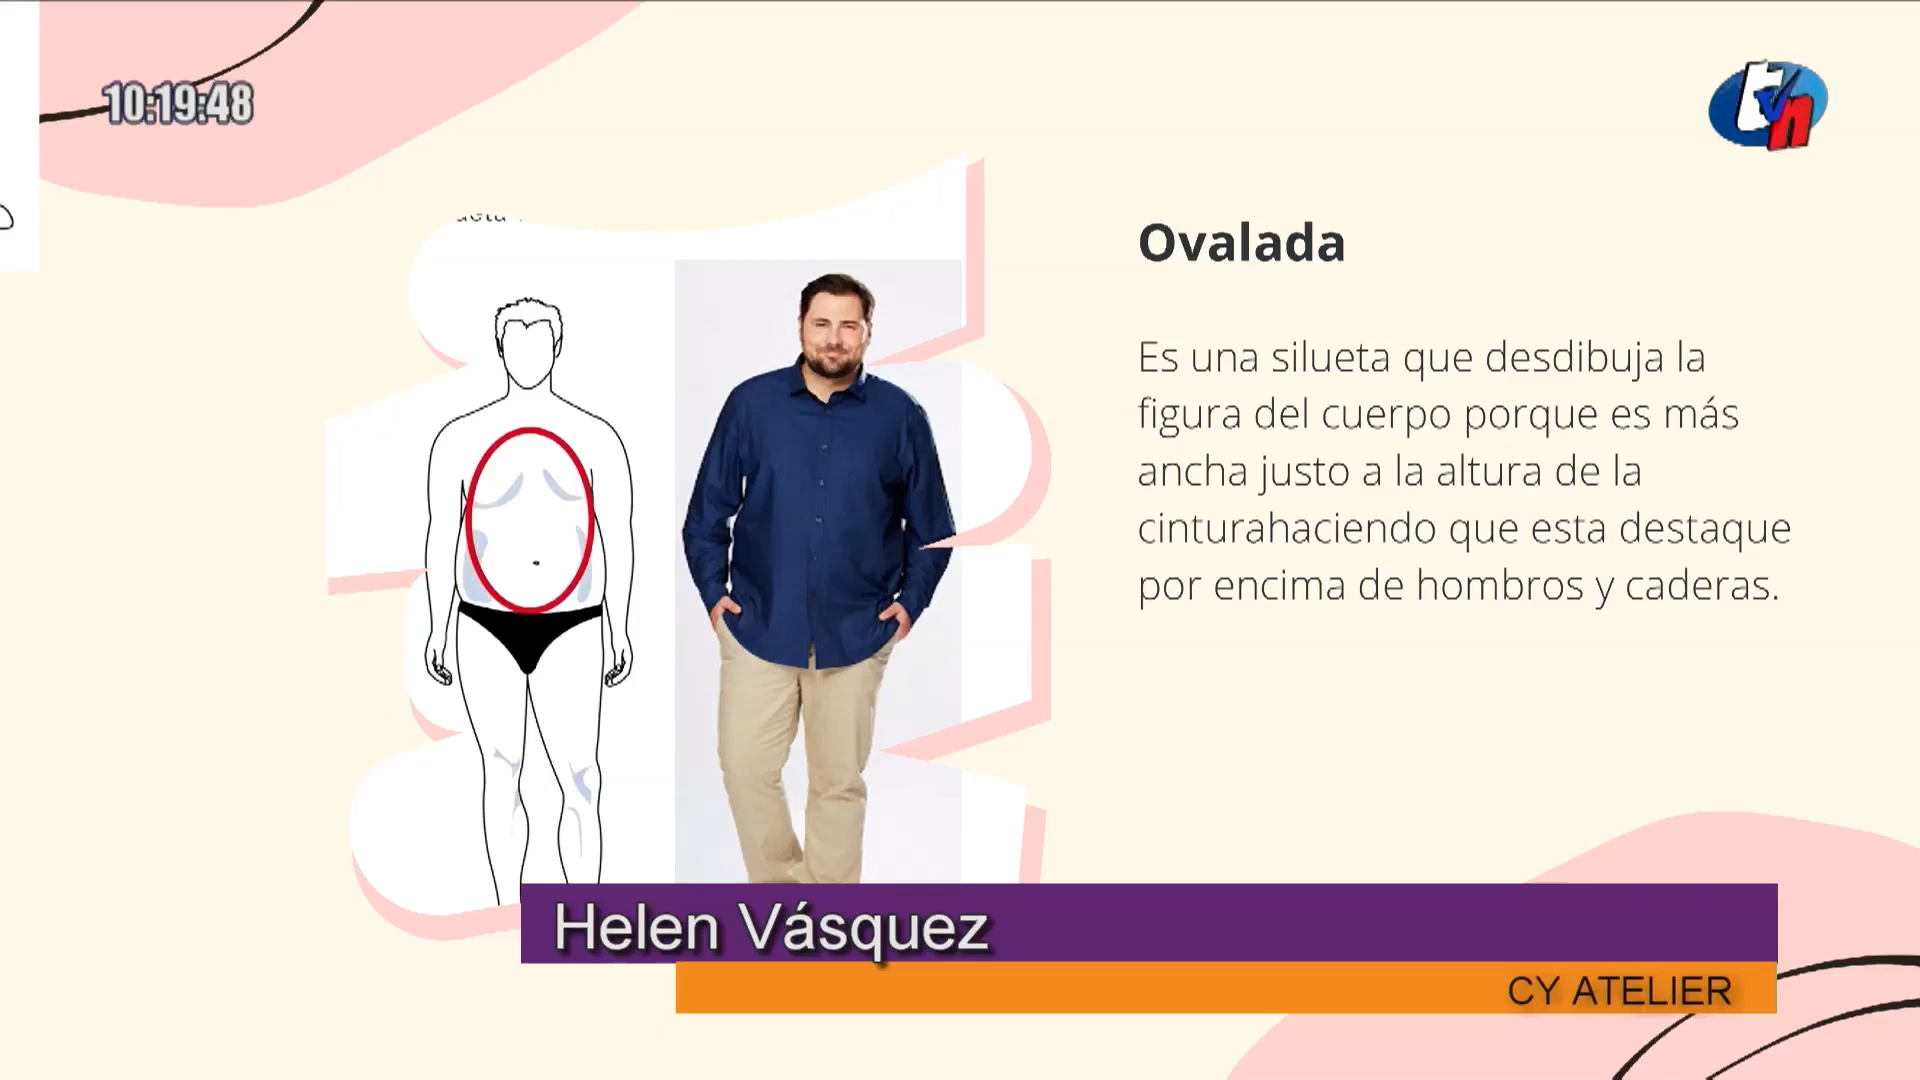 10:19:48
tvn
Ovalada
Es una silueta que desdibuja la
figura del cuerpo porque es más
ancha justo a la altura de la
cinturahaciendo que esta destaque
por encima de hombros y caderas.
Helen Vásquez
CY ATELIER